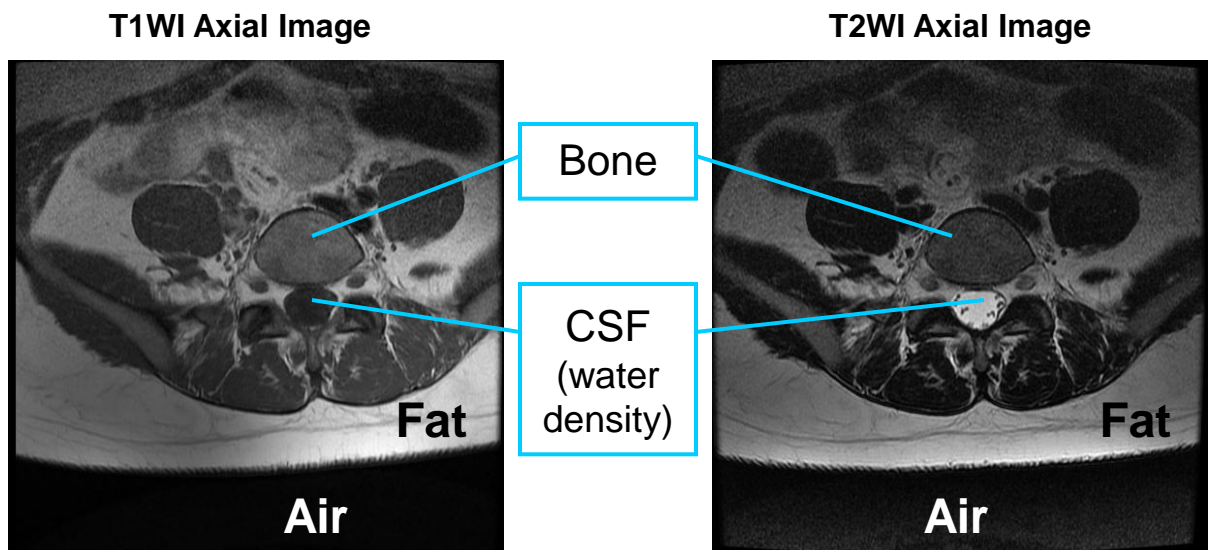 T1WI Axial Image
T2WI Axial Image
Bone
CSF
(water
density)
Fat
Fat
Air
Air